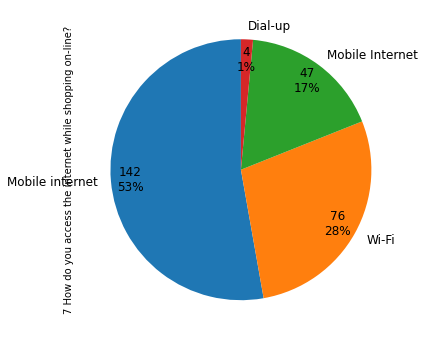 7 How do you access the internet while shopping on-line?
Dial-up
4
1%
Mobile Internet
47
17%
Mobile internet
142
53%
76
28%
Wi-Fi